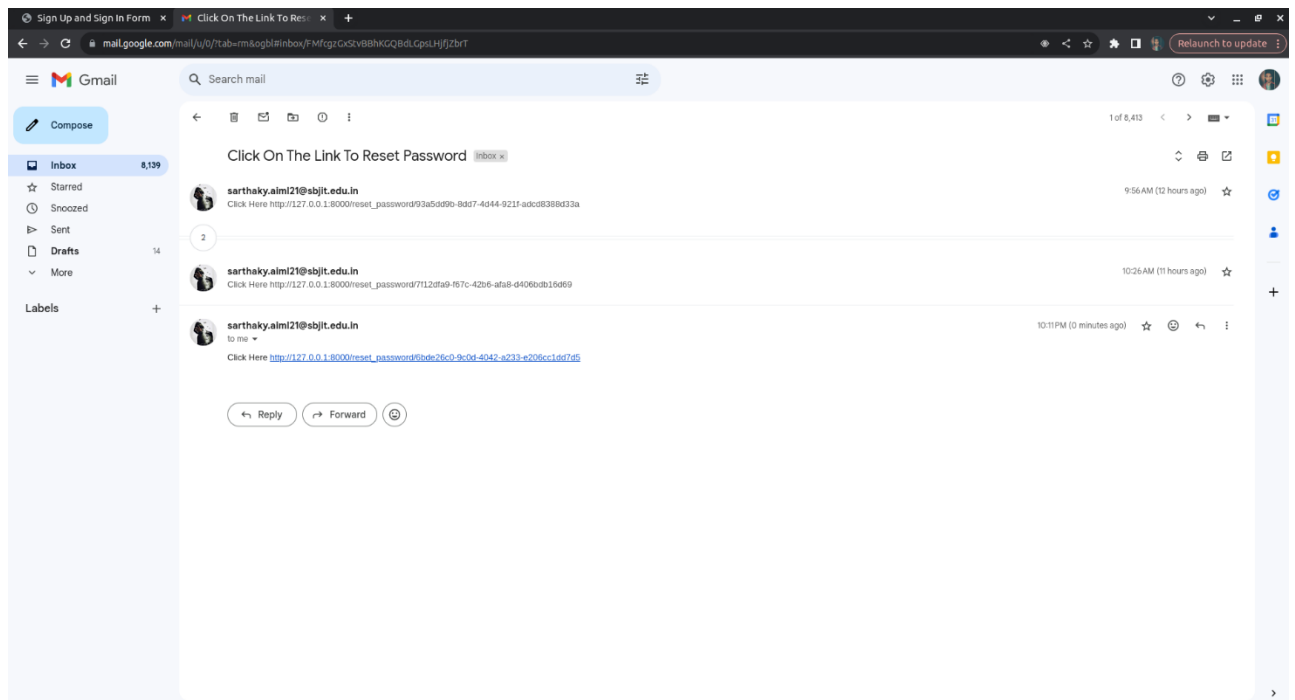 Sign Up and Sign In Form
Click On The Link To Rese
mail.google.com/mail/u/0/?tab=rm&ogbl#inbox/FMfcgzGxStvBBhKGQBdLGpsLHjfjZbrT
Relaunch to update
Gmail
Search mail
Compose
1 of 8,413
Click On The Link To Reset Password Inbox x
Inbox 8,139
Starred
Snoozed
Sent
Drafts 14
More
Labels
sarthaky.aiml21@sbjit.edu.in 9:56 AM (12 hours ago)
Click Here http://127.0.0.1:8000/reset_password/93a5dd9b-8dd7-4d44-921f-adcd8388d33a
2
sarthaky.aiml21@sbjit.edu.in 10:26 AM (11 hours ago)
Click Here http://127.0.0.1:8000/reset_password/7f12dfa9-f67c-42b6-afa8-d406bdb16d69
sarthaky.aiml21@sbjit.edu.in 10:11 PM (0 minutes ago)
to me
Click Here http://127.0.0.1:8000/reset_password/6bde26c0-9c0d-4042-a233-e206cc1dd7d5
Reply Forward